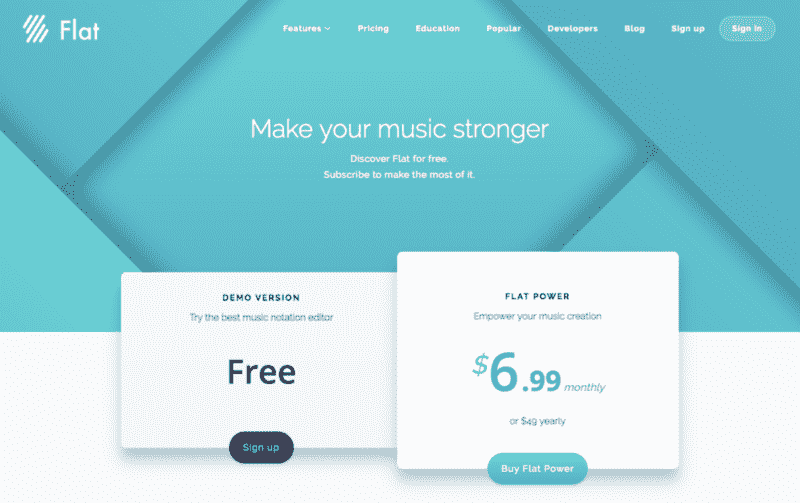 Flat
Features
Pricing
Education
Popular
Developers
Blog
Sign up
Sign in
Make your music stronger
Discover Flat for free.
Subscribe to make the most of it.
DEMO VERSION
Try the best music notation editor
Free
Sign up
FLAT POWER
Empower your music creation
$6.99 monthly
or $49 yearly
Buy Flat Power